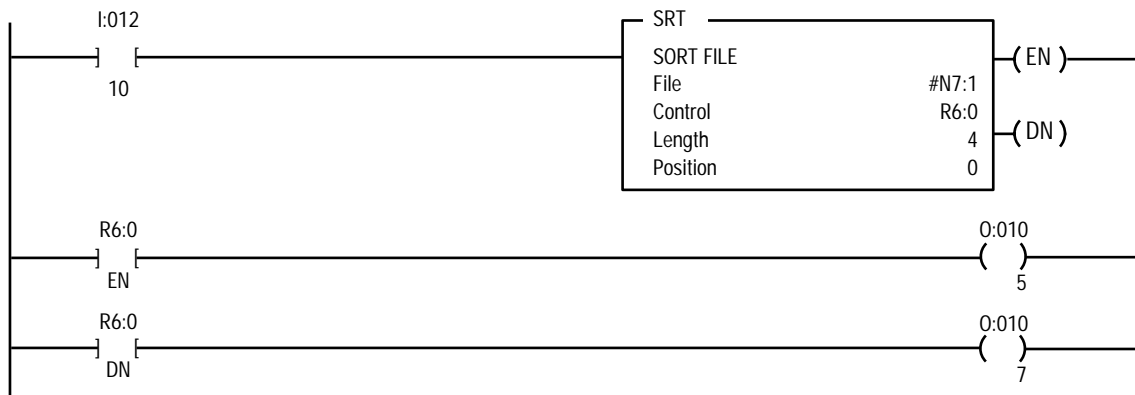 I:012
10
SRT
SORT FILE
File #N7:1
Control R6:0
Length 4
Position 0
EN
DN
R6:0
EN
O:010
5
R6:0
DN
O:010
7